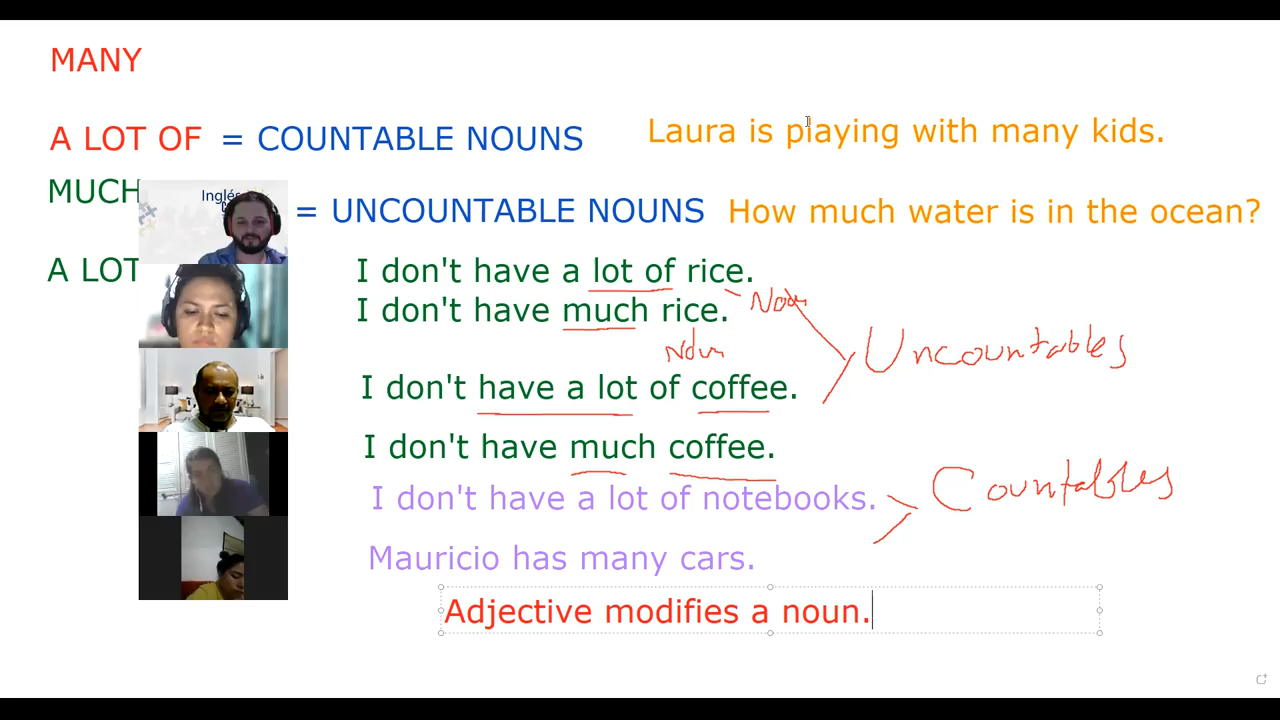 MANY
A LOT OF = COUNTABLE NOUNS
Laura is playing with many kids.
MUCH
Inglés
= UNCOUNTABLE NOUNS
How much water is in the ocean?
A LOT
I don't have a lot of rice.
I don't have much rice.
Noun
Noun
Uncountables
I don't have a lot of coffee.
I don't have much coffee.
I don't have a lot of notebooks.
Countables
Mauricio has many cars.
Adjective modifies a noun.